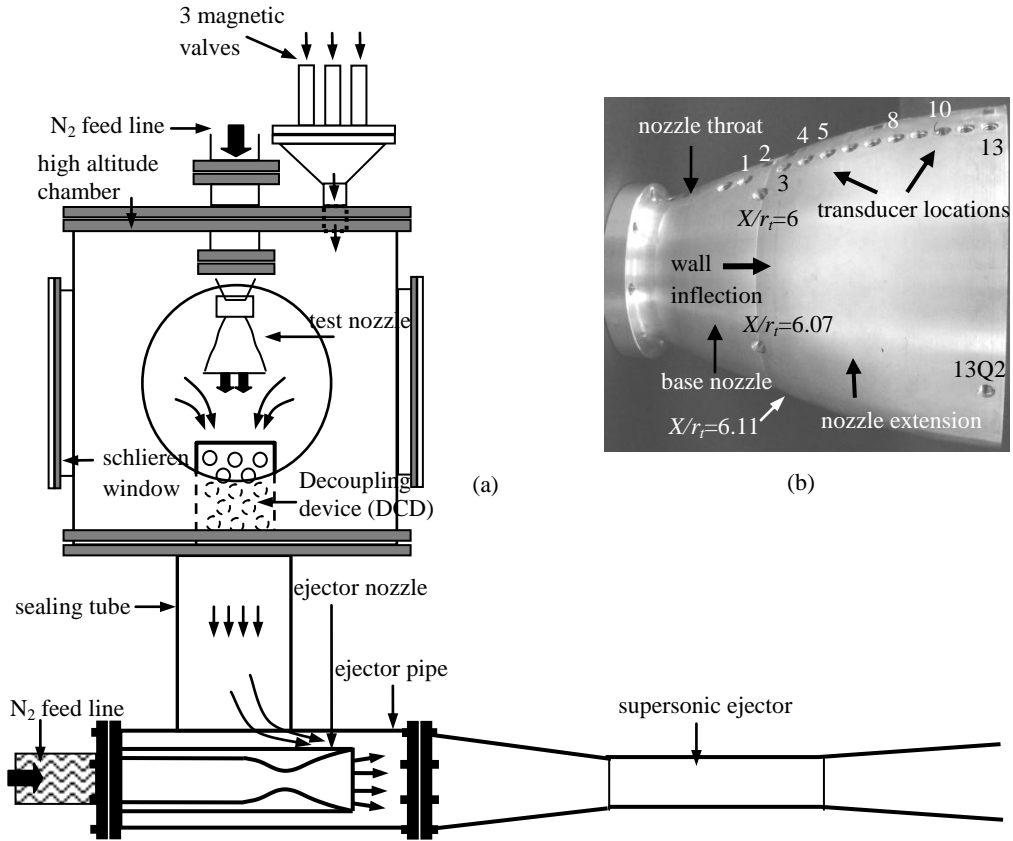 3 magnetic
valves
N2 feed line
high altitude
chamber
test nozzle
schlieren
window
Decoupling
device (DCD)
(a)
sealing tube
ejector nozzle
ejector pipe
N2 feed line
supersonic ejector
nozzle throat
1
2
3
4
5
8
10
13
transducer locations
X/rt=6
wall
inflection
X/rt=6.07
base nozzle
X/rt=6.11
nozzle extension
13Q2
(b)